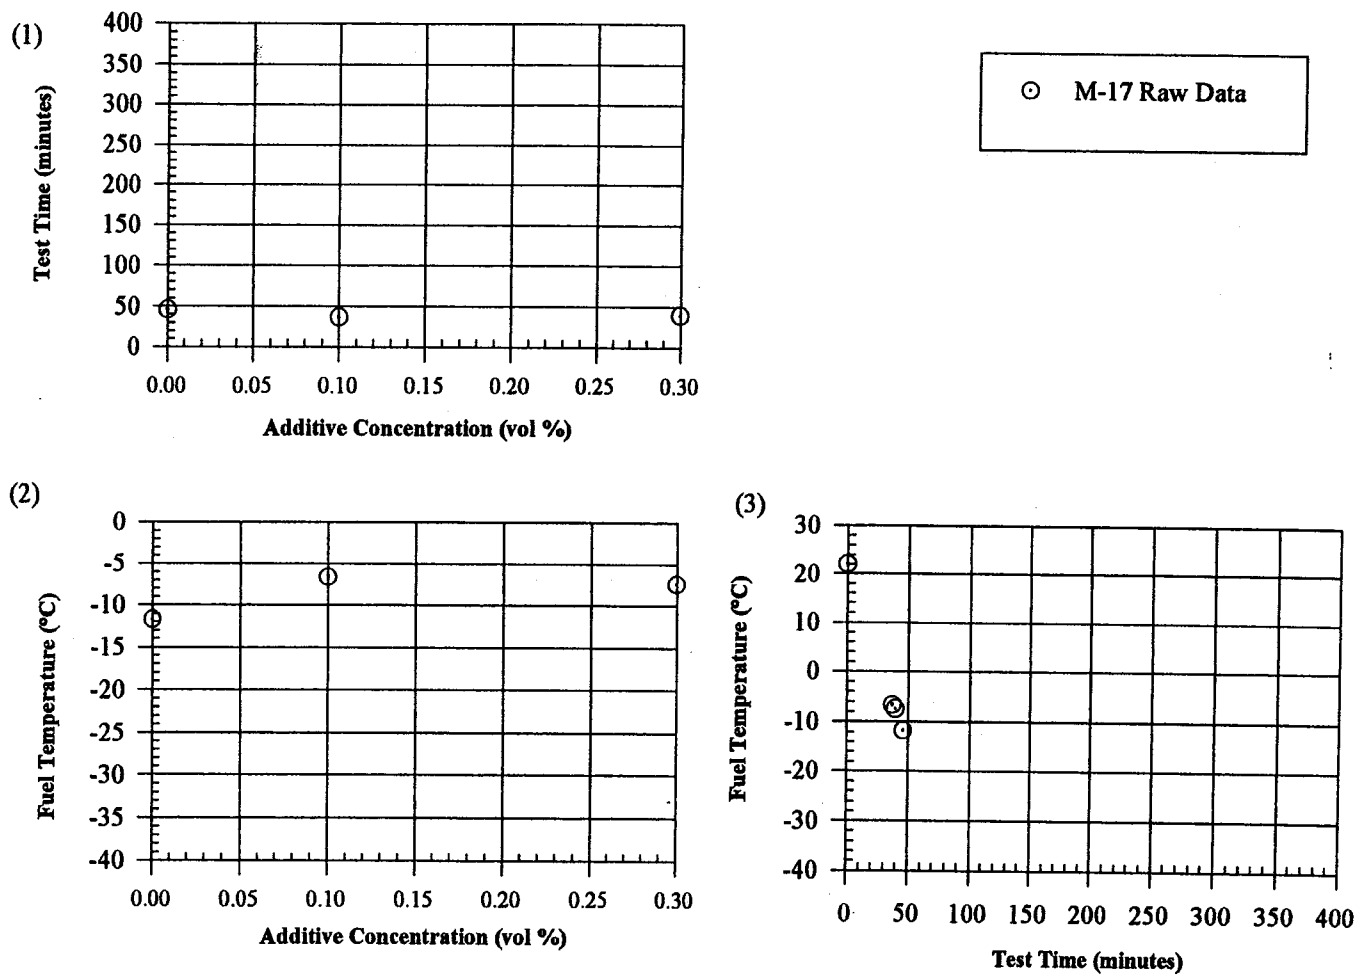 (1)
400
350
300
250
200
150
100
50
0
Test Time (minutes)
0.00 0.05 0.10 0.15 0.20 0.25 0.30
Additive Concentration (vol %)
M-17 Raw Data
(2)
0
-5
-10
-15
-20
-25
-30
-35
-40
Fuel Temperature (°C)
0.00 0.05 0.10 0.15 0.20 0.25 0.30
Additive Concentration (vol %)
(3)
30
20
10
0
-10
-20
-30
-40
Fuel Temperature (°C)
0 50 100 150 200 250 300 350 400
Test Time (minutes)